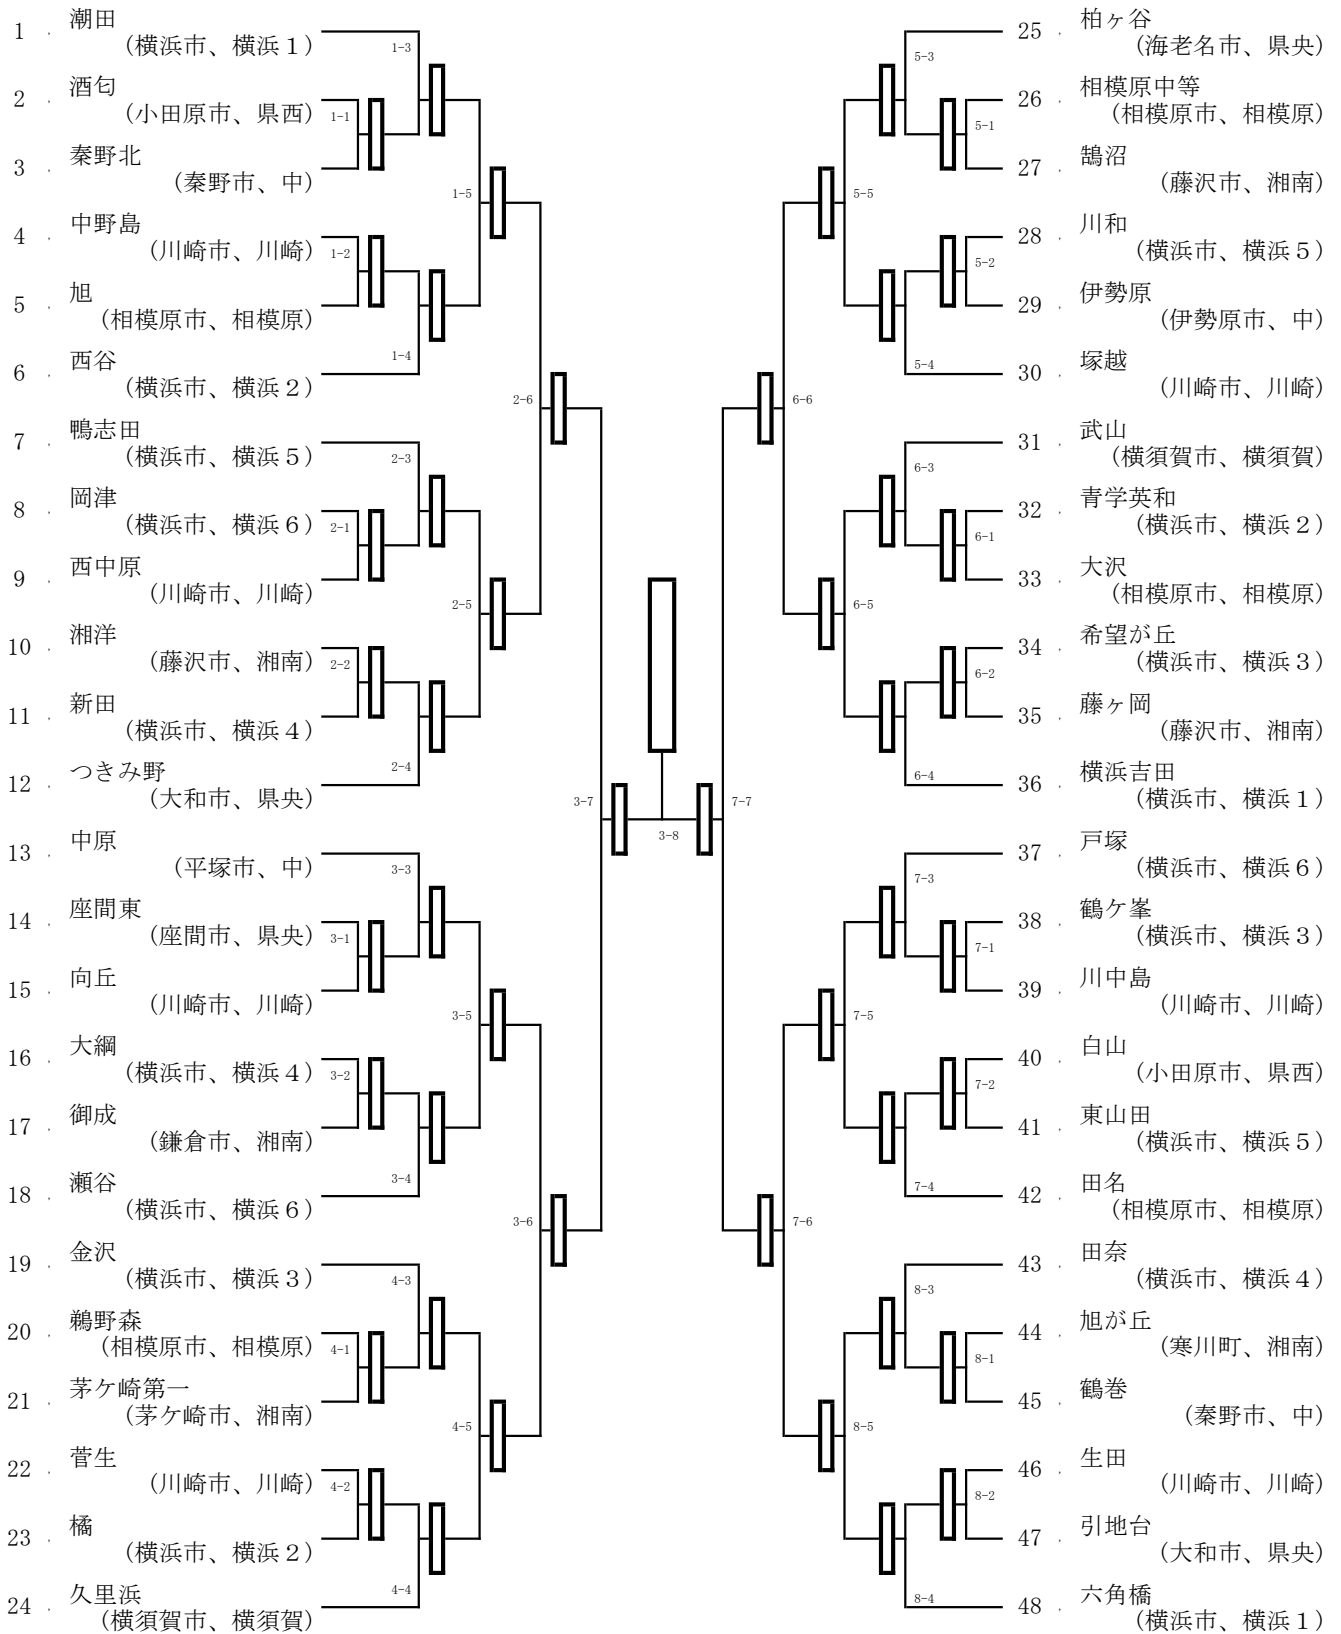 1 . 潮田
（横浜市、横浜１）
2 . 酒匂
（小田原市、県西）
3 . 秦野北
（秦野市、中）
4 . 中野島
（川崎市、川崎）
5 . 旭
（相模原市、相模原）
6 . 西谷
（横浜市、横浜２）
7 . 鴨志田
（横浜市、横浜５）
8 . 岡津
（横浜市、横浜６）
9 . 西中原
（川崎市、川崎）
10 . 湘洋
（藤沢市、湘南）
11 . 新田
（横浜市、横浜４）
12 . つきみ野
（大和市、県央）
13 . 中原
（平塚市、中）
14 . 座間東
（座間市、県央）
15 . 向丘
（川崎市、川崎）
16 . 大綱
（横浜市、横浜４）
17 . 御成
（鎌倉市、湘南）
18 . 瀬谷
（横浜市、横浜６）
19 . 金沢
（横浜市、横浜３）
20 . 鵜野森
（相模原市、相模原）
21 . 茅ケ崎第一
（茅ケ崎市、湘南）
22 . 菅生
（川崎市、川崎）
23 . 橘
（横浜市、横浜２）
24 . 久里浜
（横須賀市、横須賀）
1-3
1-1
1-5
1-2
1-4
2-6
2-3
2-1
2-5
2-2
2-4
3-7
3-8
3-3
3-1
3-5
3-2
3-4
3-6
4-3
4-1
4-5
4-2
4-4
5-3
5-1
5-5
5-2
5-4
6-6
6-3
6-1
6-5
6-2
6-4
7-7
7-3
7-1
7-5
7-2
7-4
7-6
8-3
8-1
8-5
8-2
8-4
25 . 柏ヶ谷
（海老名市、県央）
26 . 相模原中等
（相模原市、相模原）
27 . 鵠沼
（藤沢市、湘南）
28 . 川和
（横浜市、横浜５）
29 . 伊勢原
（伊勢原市、中）
30 . 塚越
（川崎市、川崎）
31 . 武山
（横須賀市、横須賀）
32 . 青学英和
（横浜市、横浜２）
33 . 大沢
（相模原市、相模原）
34 . 希望が丘
（横浜市、横浜３）
35 . 藤ヶ岡
（藤沢市、湘南）
36 . 横浜吉田
（横浜市、横浜１）
37 . 戸塚
（横浜市、横浜６）
38 . 鶴ケ峯
（横浜市、横浜３）
39 . 川中島
（川崎市、川崎）
40 . 白山
（小田原市、県西）
41 . 東山田
（横浜市、横浜５）
42 . 田名
（相模原市、相模原）
43 . 田奈
（横浜市、横浜４）
44 . 旭が丘
（寒川町、湘南）
45 . 鶴巻
（秦野市、中）
46 . 生田
（川崎市、川崎）
47 . 引地台
（大和市、県央）
48 . 六角橋
（横浜市、横浜１）